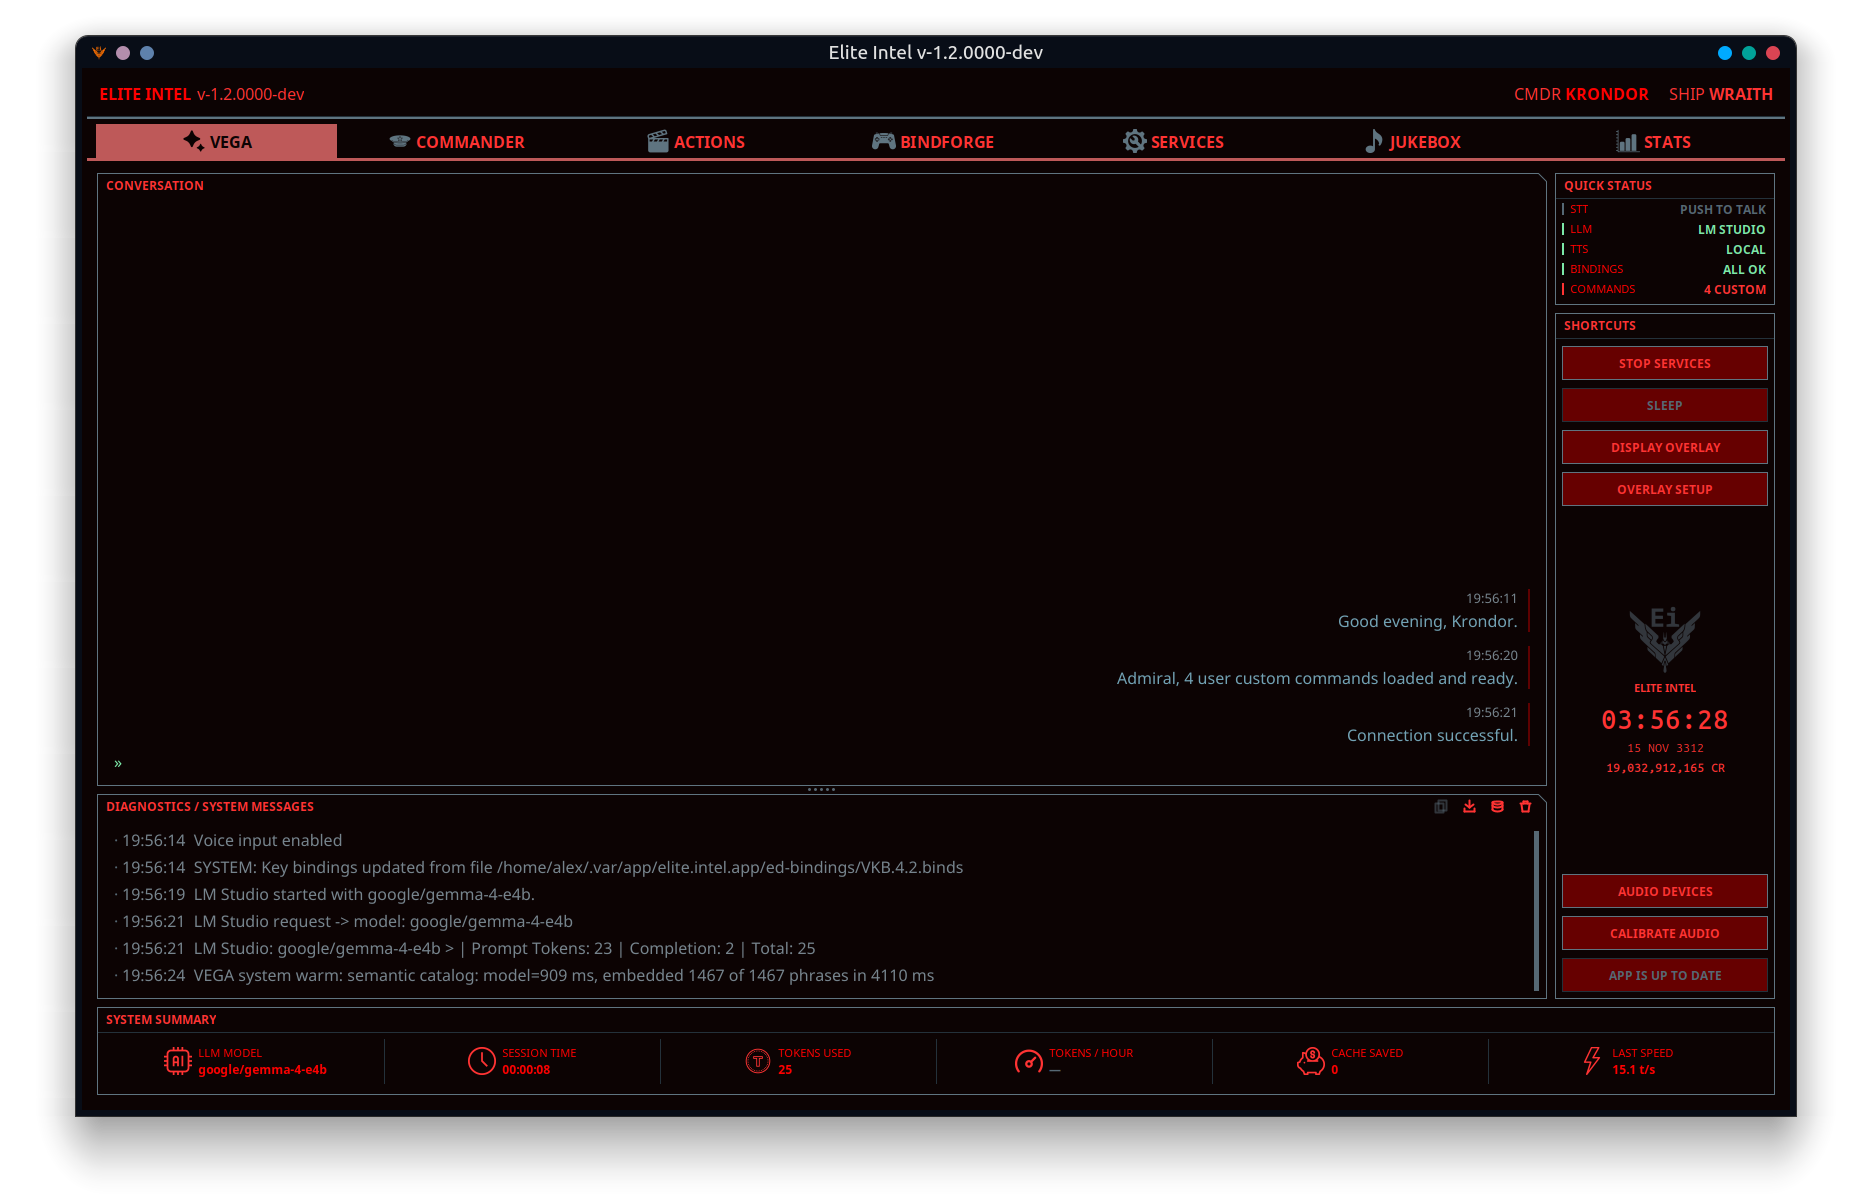 Elite Intel v-1.2.0000-dev
ELITE INTEL v-1.2.0000-dev
CMDR KRONDOR SHIP WRAITH
VEGA COMMANDER ACTIONS BINDFORGE SERVICES JUKEBOX STATS
CONVERSATION
19:56:11
Good evening, Krondor.
19:56:20
Admiral, 4 user custom commands loaded and ready.
19:56:21
Connection successful.
»
DIAGNOSTICS / SYSTEM MESSAGES
· 19:56:14 Voice input enabled
· 19:56:14 SYSTEM: Key bindings updated from file /home/alex/.var/app/elite.intel.app/ed-bindings/VKB.4.2.binds
· 19:56:19 LM Studio started with google/gemma-4-e4b.
· 19:56:21 LM Studio request -> model: google/gemma-4-e4b
· 19:56:21 LM Studio: google/gemma-4-e4b > | Prompt Tokens: 23 | Completion: 2 | Total: 25
· 19:56:24 VEGA system warm: semantic catalog: model=909 ms, embedded 1467 of 1467 phrases in 4110 ms
QUICK STATUS
STT PUSH TO TALK
LLM LM STUDIO
TTS LOCAL
BINDINGS ALL OK
COMMANDS 4 CUSTOM
SHORTCUTS
STOP SERVICES
SLEEP
DISPLAY OVERLAY
OVERLAY SETUP
Ei
ELITE INTEL
03:56:28
15 NOV 3312
19,032,912,165 CR
AUDIO DEVICES
CALIBRATE AUDIO
APP IS UP TO DATE
SYSTEM SUMMARY
AI
LLM MODEL
google/gemma-4-e4b
SESSION TIME
00:00:08
T
TOKENS USED
25
TOKENS / HOUR
—
$
CACHE SAVED
0
LAST SPEED
15.1 t/s